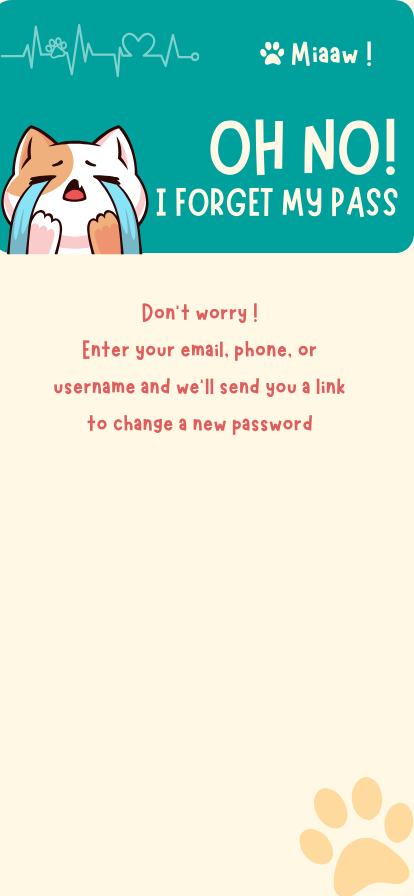 Miaaw !
OH NO!
I FORGET MY PASS
Don't worry !
Enter your email, phone, or
username and we'll send you a link
to change a new password